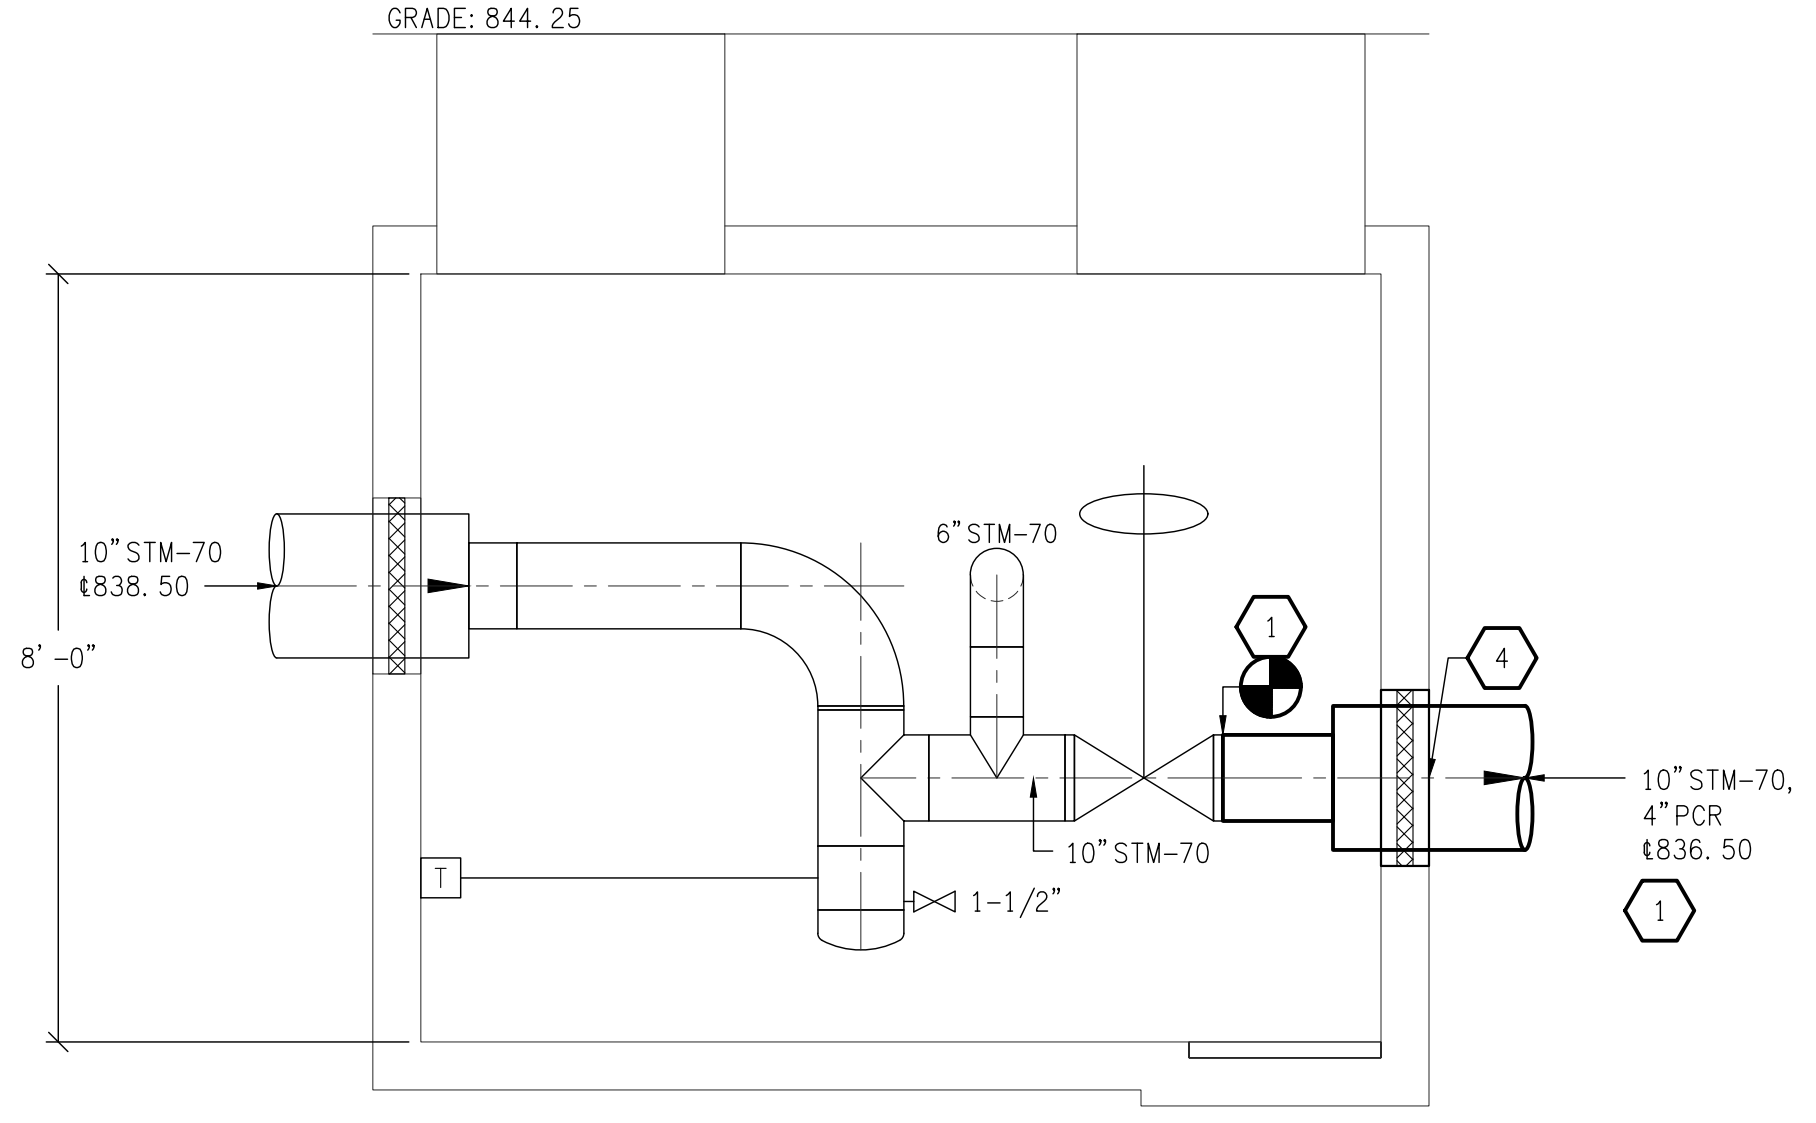 GRADE: 844.25
6" STM-70
10" STM-70
℄838.50
1
8'-0"
4
10" STM-70,
4" PCR
℄836.50
10" STM-70
T
1-1/2"
1